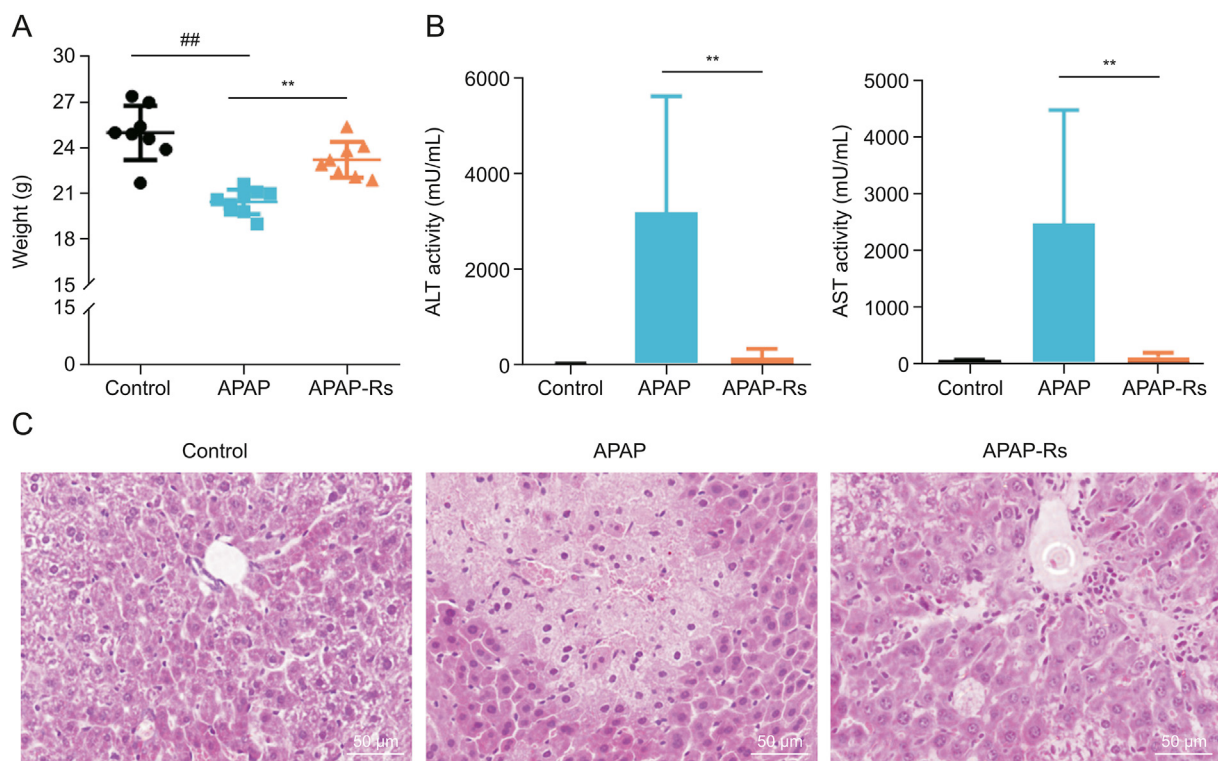 A
Weight (g)
30
27
24
21
18
15
15
0
##
**
Control
APAP
APAP-Rs
B
ALT activity (mU/mL)
6000
4000
2000
0
**
Control
APAP
APAP-Rs
AST activity (mU/mL)
5000
4000
3000
2000
1000
0
**
Control
APAP
APAP-Rs
C
Control
APAP
APAP-Rs
50 μm
50 μm
50 μm